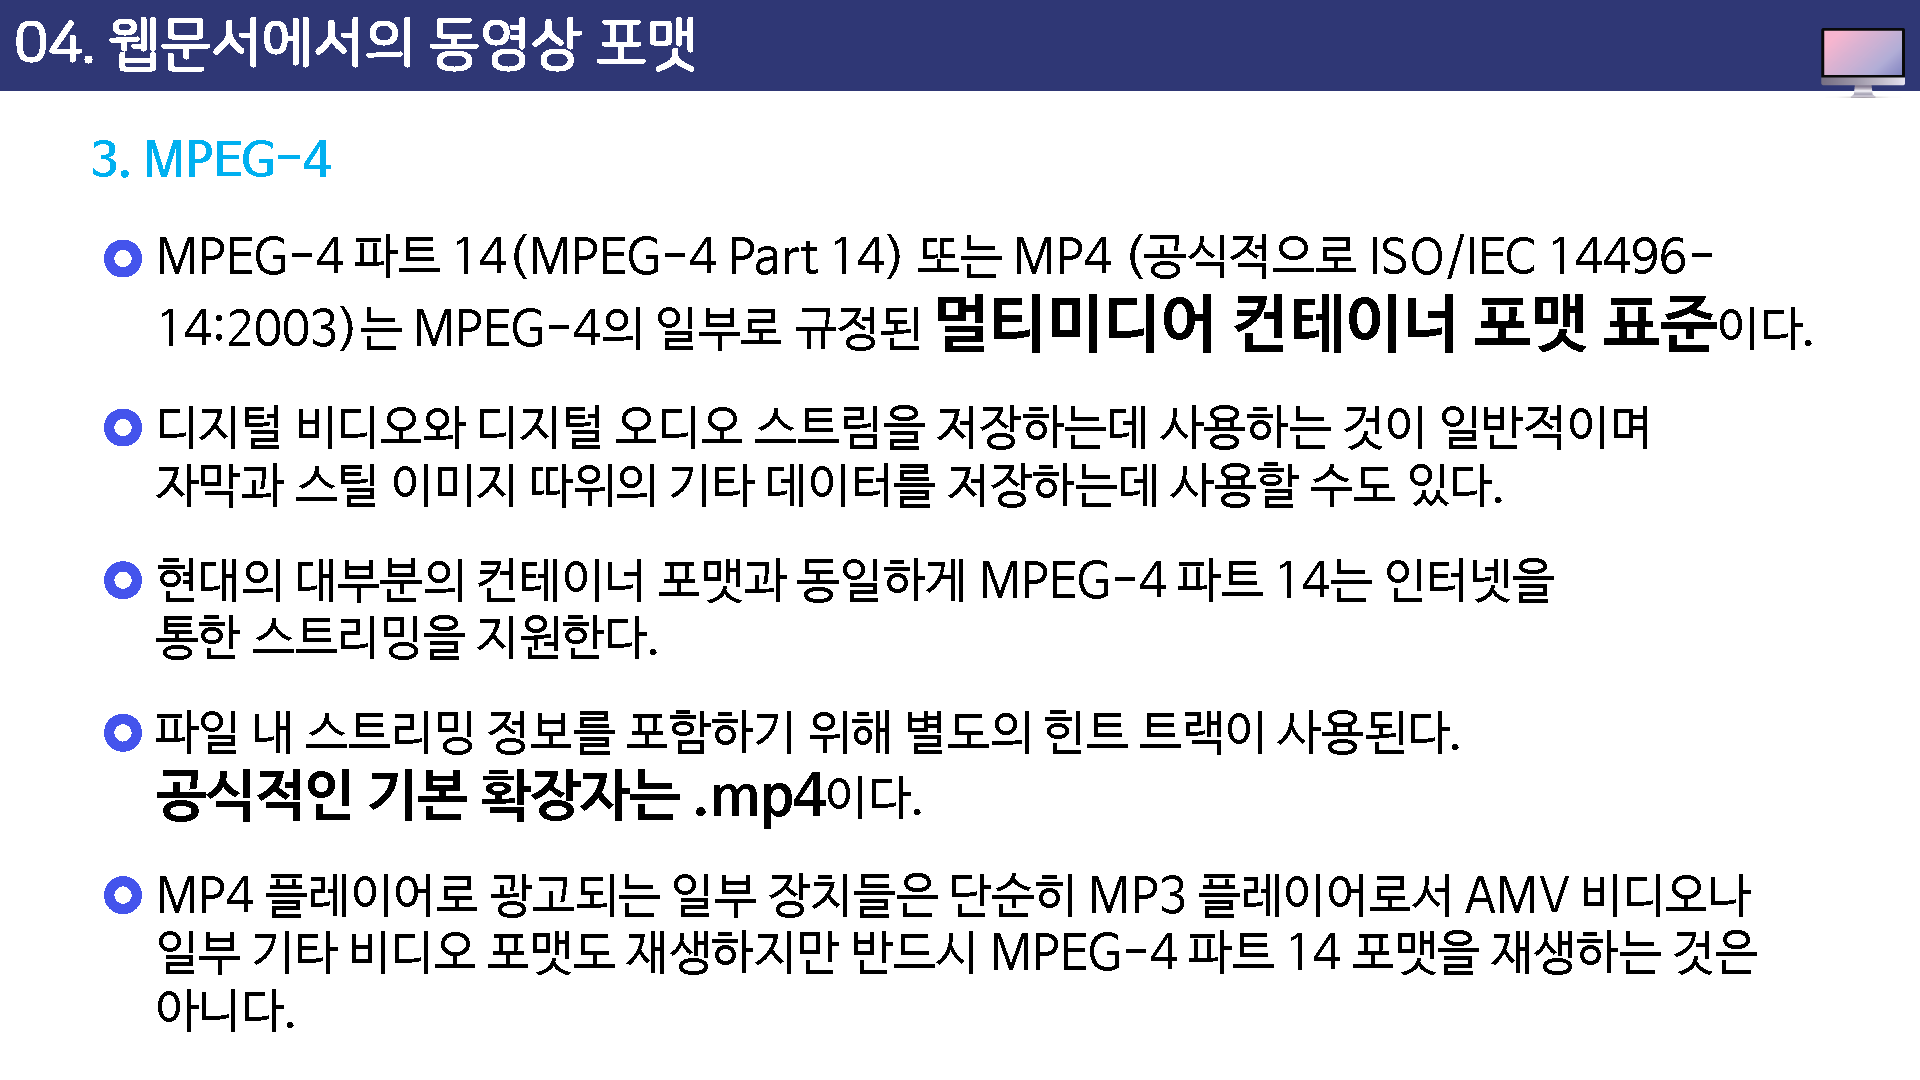 04. 웹문서에서의 동영상 포맷
3. MPEG-4
MPEG-4 파트 14(MPEG-4 Part 14) 또는 MP4 (공식적으로 ISO/IEC 14496-
14:2003)는 MPEG-4의 일부로 규정된 멀티미디어 컨테이너 포맷 표준이다.
디지털 비디오와 디지털 오디오 스트림을 저장하는데 사용하는 것이 일반적이며
자막과 스틸 이미지 따위의 기타 데이터를 저장하는데 사용할 수도 있다.
현대의 대부분의 컨테이너 포맷과 동일하게 MPEG-4 파트 14는 인터넷을
통한 스트리밍을 지원한다.
파일 내 스트리밍 정보를 포함하기 위해 별도의 힌트 트랙이 사용된다.
공식적인 기본 확장자는 .mp4이다.
MP4 플레이어로 광고되는 일부 장치들은 단순히 MP3 플레이어로서 AMV 비디오나
일부 기타 비디오 포맷도 재생하지만 반드시 MPEG-4 파트 14 포맷을 재생하는 것은
아니다.